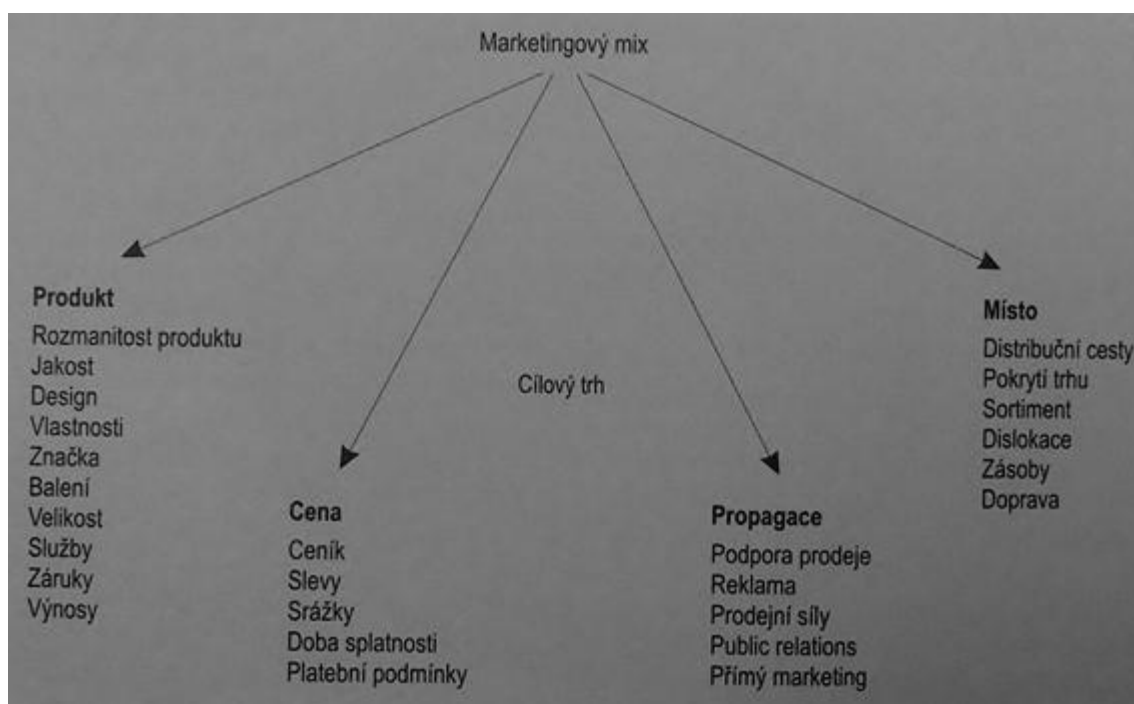 Marketingový mix
Produkt
Rozmanitost produktu
Jakost
Design
Vlastnosti
Značka
Balení
Velikost
Služby
Záruky
Výnosy
Cena
Ceník
Slevy
Srážky
Doba splatnosti
Platební podmínky
Cílový trh
Propagace
Podpora prodeje
Reklama
Prodejní síly
Public relations
Přímý marketing
Místo
Distribuční cesty
Pokrytí trhu
Sortiment
Dislokace
Zásoby
Doprava